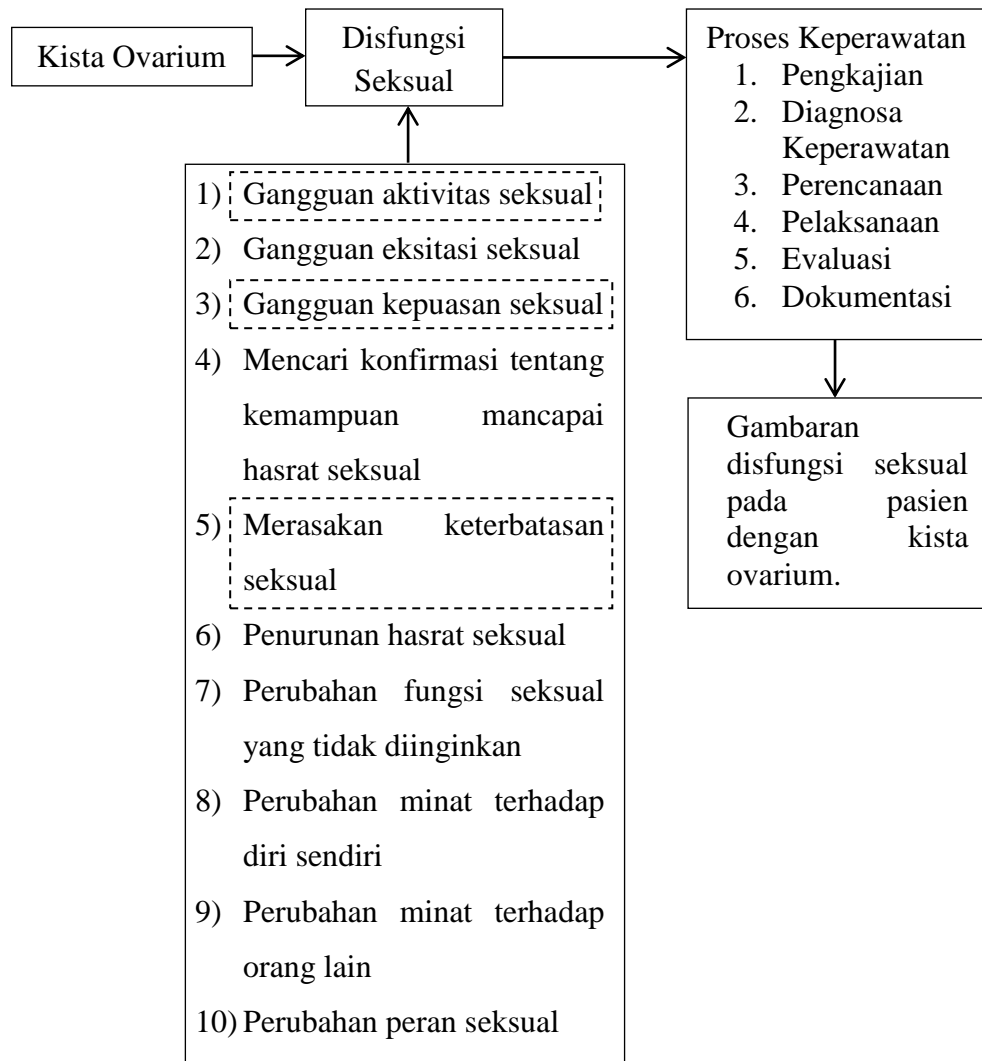 Kista Ovarium
Disfungsi
Seksual
Proses Keperawatan
1. Pengkajian
2. Diagnosa
Keperawatan
3. Perencanaan
4. Pelaksanaan
5. Evaluasi
6. Dokumentasi
1) Gangguan aktivitas seksual
2) Gangguan eksitasi seksual
3) Gangguan kepuasan seksual
4) Mencari konfirmasi tentang
kemampuan mancapai
hasrat seksual
5) Merasakan keterbatasan
seksual
6) Penurunan hasrat seksual
7) Perubahan fungsi seksual
yang tidak diinginkan
8) Perubahan minat terhadap
diri sendiri
9) Perubahan minat terhadap
orang lain
10) Perubahan peran seksual
Gambaran
disfungsi seksual
pada pasien
dengan kista
ovarium.